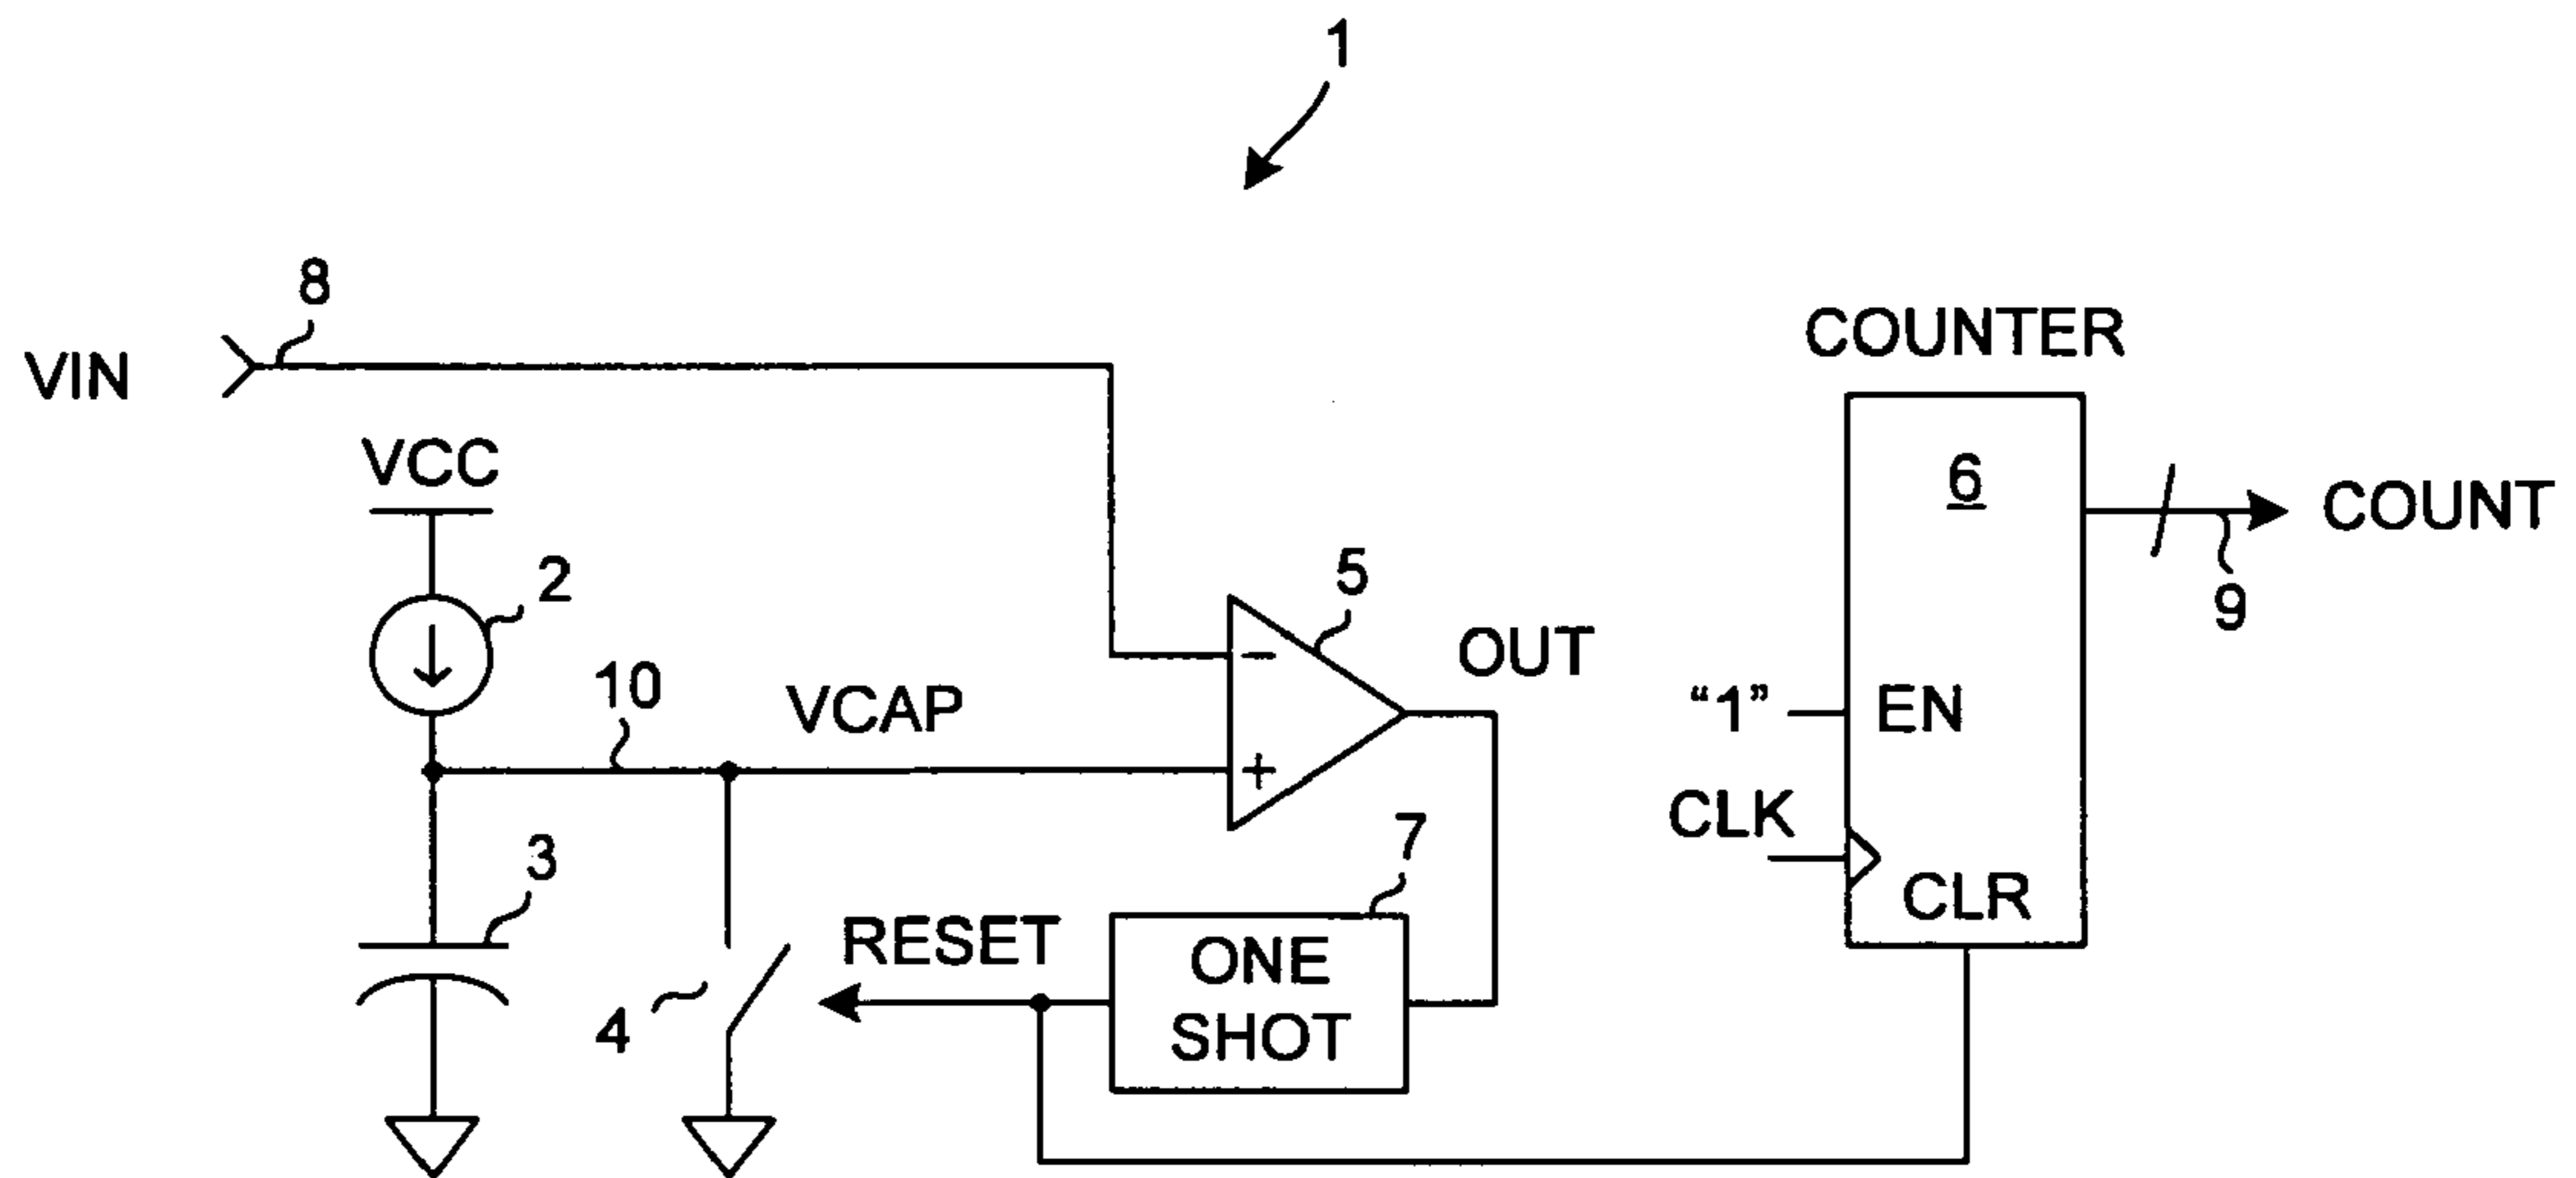 1
8
VIN
COUNTER
VCC
6
COUNT
2
5
9
OUT
10
VCAP
"1"
EN
−
+
CLK
3
7
CLR
RESET
ONE
SHOT
4